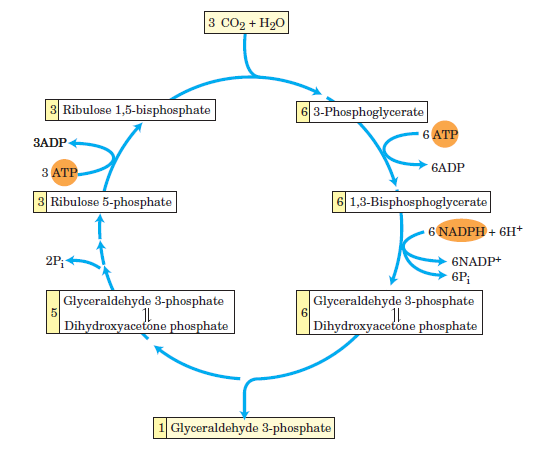 3 CO₂ + H₂O
3 Ribulose 1,5-bisphosphate
6 3-Phosphoglycerate
6 ATP
3ADP
6ADP
3 ATP
3 Ribulose 5-phosphate
6 1,3-Bisphosphoglycerate
6 NADPH + 6H⁺
2Pᵢ
6NADP⁺
6Pᵢ
5 Glyceraldehyde 3-phosphate
Dihydroxyacetone phosphate
6 Glyceraldehyde 3-phosphate
Dihydroxyacetone phosphate
1 Glyceraldehyde 3-phosphate